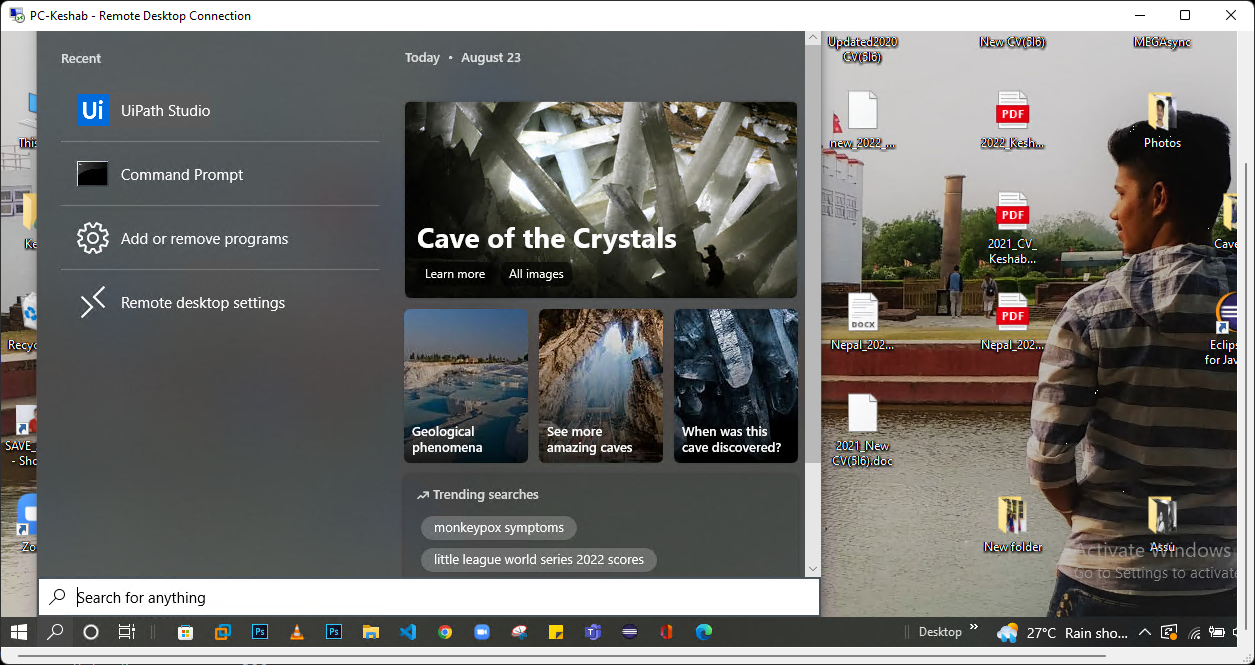 PC-Keshab - Remote Desktop Connection
Recent
Ui
UiPath Studio
Command Prompt
Add or remove programs
Remote desktop settings
Today • August 23
Cave of the Crystals
Learn more
All images
Geological
phenomena
See more
amazing caves
When was this
cave discovered?
Trending searches
monkeypox symptoms
little league world series 2022 scores
Search for anything
This
Ke
Recyc
SAVE_
- Sho
Zo
Updated2020
CV(5l6)
New CV(5l6)
MEGAsync
new_2022_...
PDF
2022_Kesh...
Photos
PDF
2021_CV_
Keshab...
Cave
DOCX
Nepal_202...
PDF
Nepal_202...
Eclips
for Jav
2021_New
CV(5l6).doc
New folder
Assu
Activate Windows
Go to Settings to activate
Ps
Ps
Desktop
27°C Rain sho...